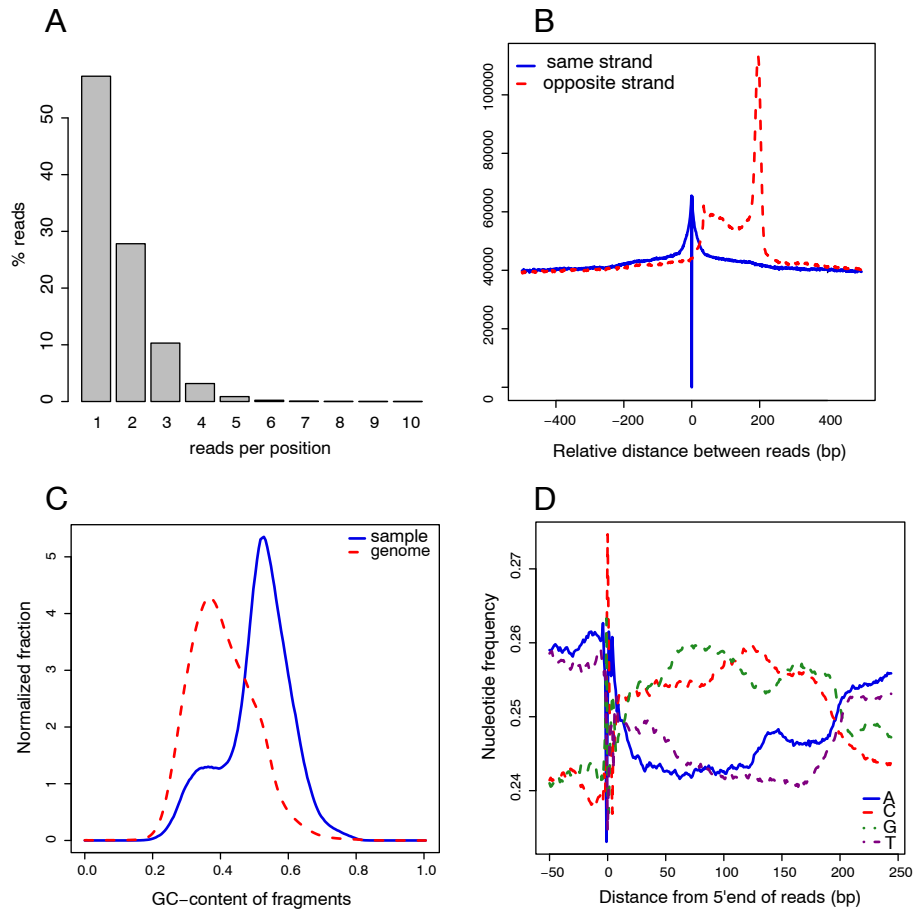 A
% reads
0 10 20 30 40 50
1 2 3 4 5 6 7 8 9 10
reads per position
B
same strand
opposite strand
0 20000 40000 60000 80000 100000
−400 −200 0 200 400
Relative distance between reads (bp)
C
sample
genome
Normalized fraction
0 1 2 3 4 5
0.0 0.2 0.4 0.6 0.8 1.0
GC−content of fragments
D
Nucleotide frequency
0.24 0.25 0.26 0.27
A
C
G
T
−50 0 50 100 150 200 250
Distance from 5'end of reads (bp)